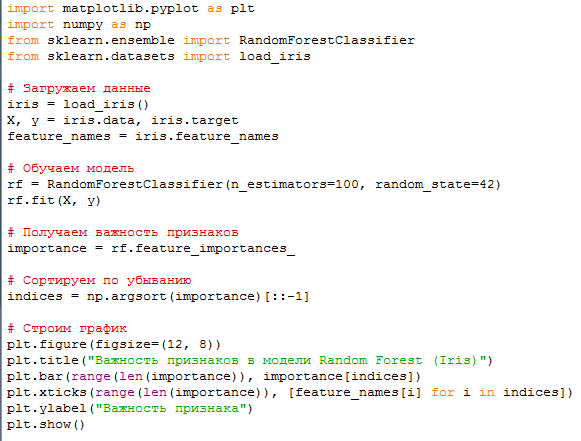 import matplotlib.pyplot as plt
import numpy as np
from sklearn.ensemble import RandomForestClassifier
from sklearn.datasets import load_iris

# Загружаем данные
iris = load_iris()
X, y = iris.data, iris.target
feature_names = iris.feature_names

# Обучаем модель
rf = RandomForestClassifier(n_estimators=100, random_state=42)
rf.fit(X, y)

# Получаем важность признаков
importance = rf.feature_importances_

# Сортируем по убыванию
indices = np.argsort(importance)[::-1]

# Строим график
plt.figure(figsize=(12, 8))
plt.title("Важность признаков в модели Random Forest (Iris)")
plt.bar(range(len(importance)), importance[indices])
plt.xticks(range(len(importance)), [feature_names[i] for i in indices])
plt.ylabel("Важность признака")
plt.show()